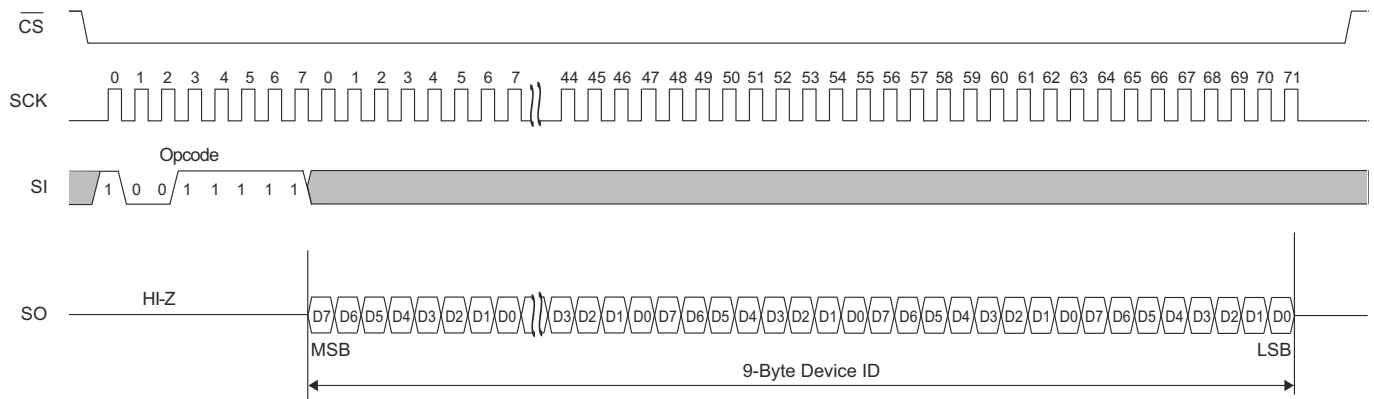 CS
0 1 2 3 4 5 6 7 0 1 2 3 4 5 6 7 44 45 46 47 48 49 50 51 52 53 54 55 56 57 58 59 60 61 62 63 64 65 66 67 68 69 70 71
SCK
Opcode
SI 1 0 0 1 1 1 1 1
HI-Z
SO D7 D6 D5 D4 D3 D2 D1 D0 D3 D2 D1 D0 D7 D6 D5 D4 D3 D2 D1 D0 D7 D6 D5 D4 D3 D2 D1 D0 D7 D6 D5 D4 D3 D2 D1 D0
MSB LSB
9-Byte Device ID